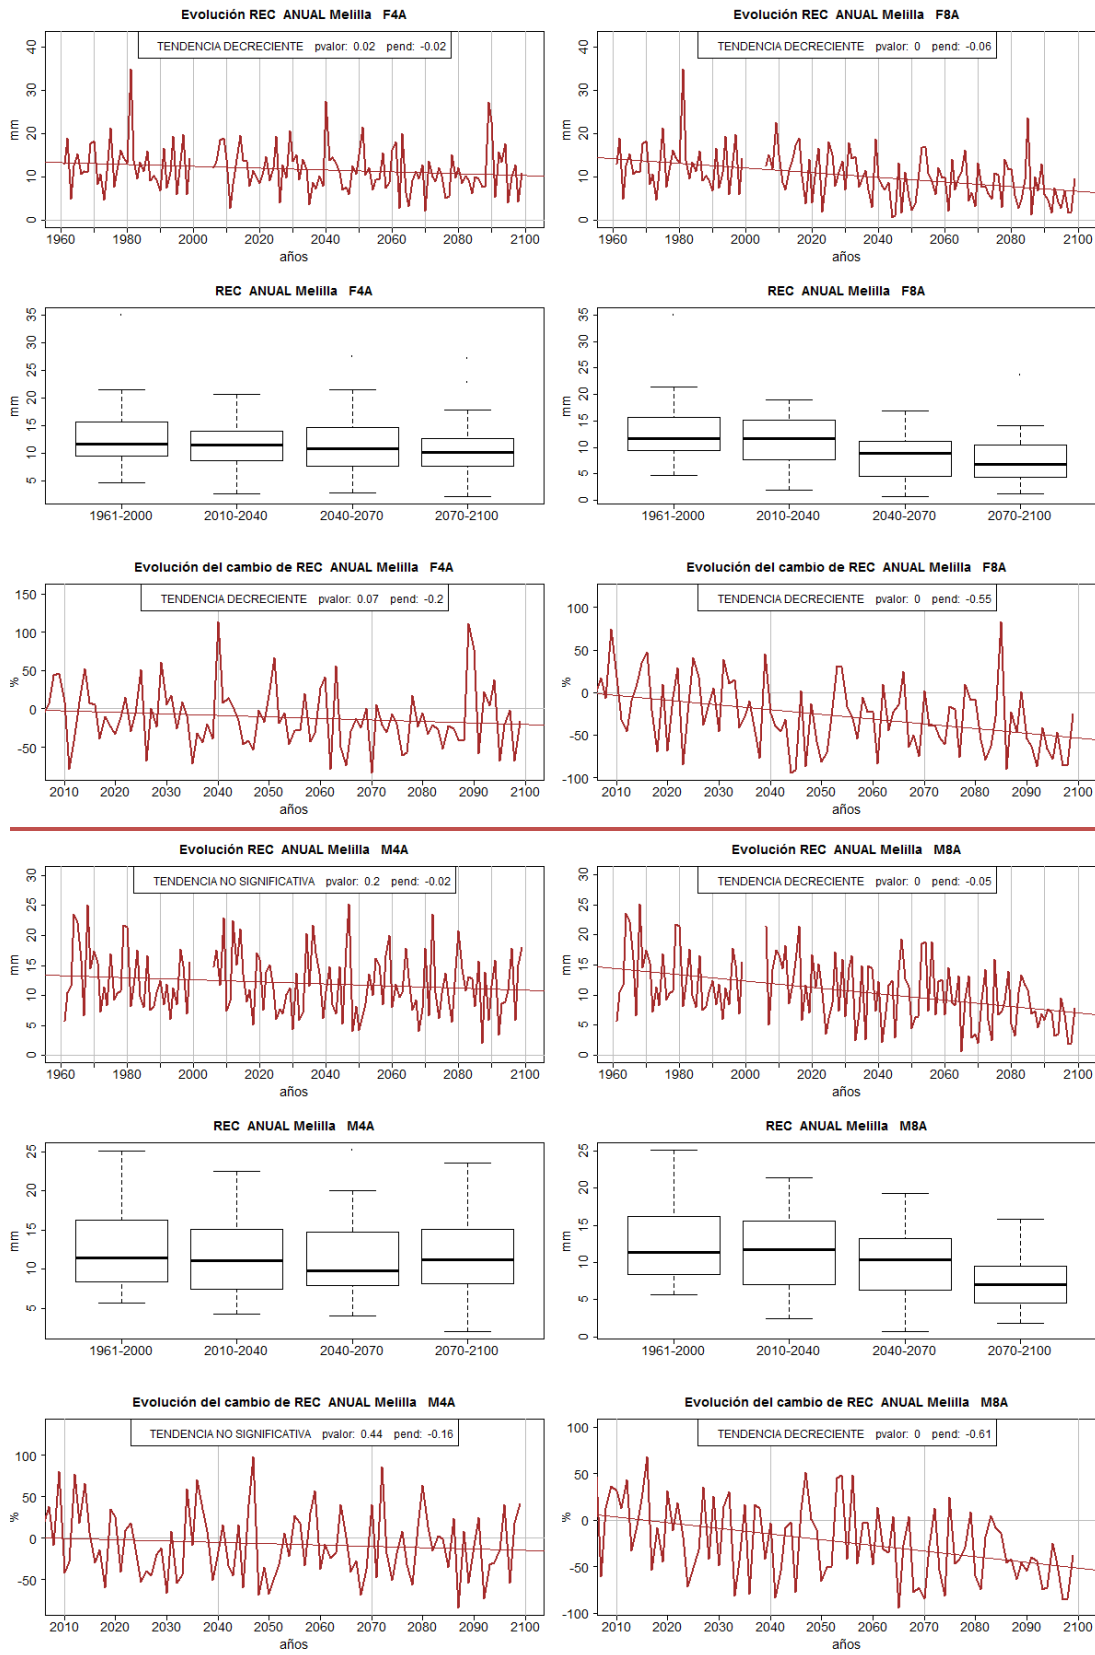 Evolución REC ANUAL Melilla F4A
TENDENCIA DECRECIENTE pvalor: 0.02 pend: -0.02
mm
0 10 20 30 40
1960 1980 2000 2020 2040 2060 2080 2100
años
Evolución REC ANUAL Melilla F8A
TENDENCIA DECRECIENTE pvalor: 0 pend: -0.06
mm
0 10 20 30 40
1960 1980 2000 2020 2040 2060 2080 2100
años
REC ANUAL Melilla F4A
mm
5 10 15 20 25 30 35
1961-2000 2010-2040 2040-2070 2070-2100
REC ANUAL Melilla F8A
mm
0 5 10 15 20 25 30 35
1961-2000 2010-2040 2040-2070 2070-2100
Evolución del cambio de REC ANUAL Melilla F4A
TENDENCIA DECRECIENTE pvalor: 0.07 pend: -0.2
%
150
100
50
0
-50
2010 2020 2030 2040 2050 2060 2070 2080 2090 2100
años
Evolución del cambio de REC ANUAL Melilla F8A
TENDENCIA DECRECIENTE pvalor: 0 pend: -0.55
%
100
50
0
-50
-100
2010 2020 2030 2040 2050 2060 2070 2080 2090 2100
años
Evolución REC ANUAL Melilla M4A
TENDENCIA NO SIGNIFICATIVA pvalor: 0.2 pend: -0.02
mm
0 5 10 15 20 25 30
1960 1980 2000 2020 2040 2060 2080 2100
años
Evolución REC ANUAL Melilla M8A
TENDENCIA DECRECIENTE pvalor: 0 pend: -0.05
mm
0 5 10 15 20 25 30
1960 1980 2000 2020 2040 2060 2080 2100
años
REC ANUAL Melilla M4A
mm
5 10 15 20 25
1961-2000 2010-2040 2040-2070 2070-2100
REC ANUAL Melilla M8A
mm
0 5 10 15 20 25
1961-2000 2010-2040 2040-2070 2070-2100
Evolución del cambio de REC ANUAL Melilla M4A
TENDENCIA NO SIGNIFICATIVA pvalor: 0.44 pend: -0.16
%
100
50
0
-50
2010 2020 2030 2040 2050 2060 2070 2080 2090 2100
años
Evolución del cambio de REC ANUAL Melilla M8A
TENDENCIA DECRECIENTE pvalor: 0 pend: -0.61
%
100
50
0
-50
-100
2010 2020 2030 2040 2050 2060 2070 2080 2090 2100
años